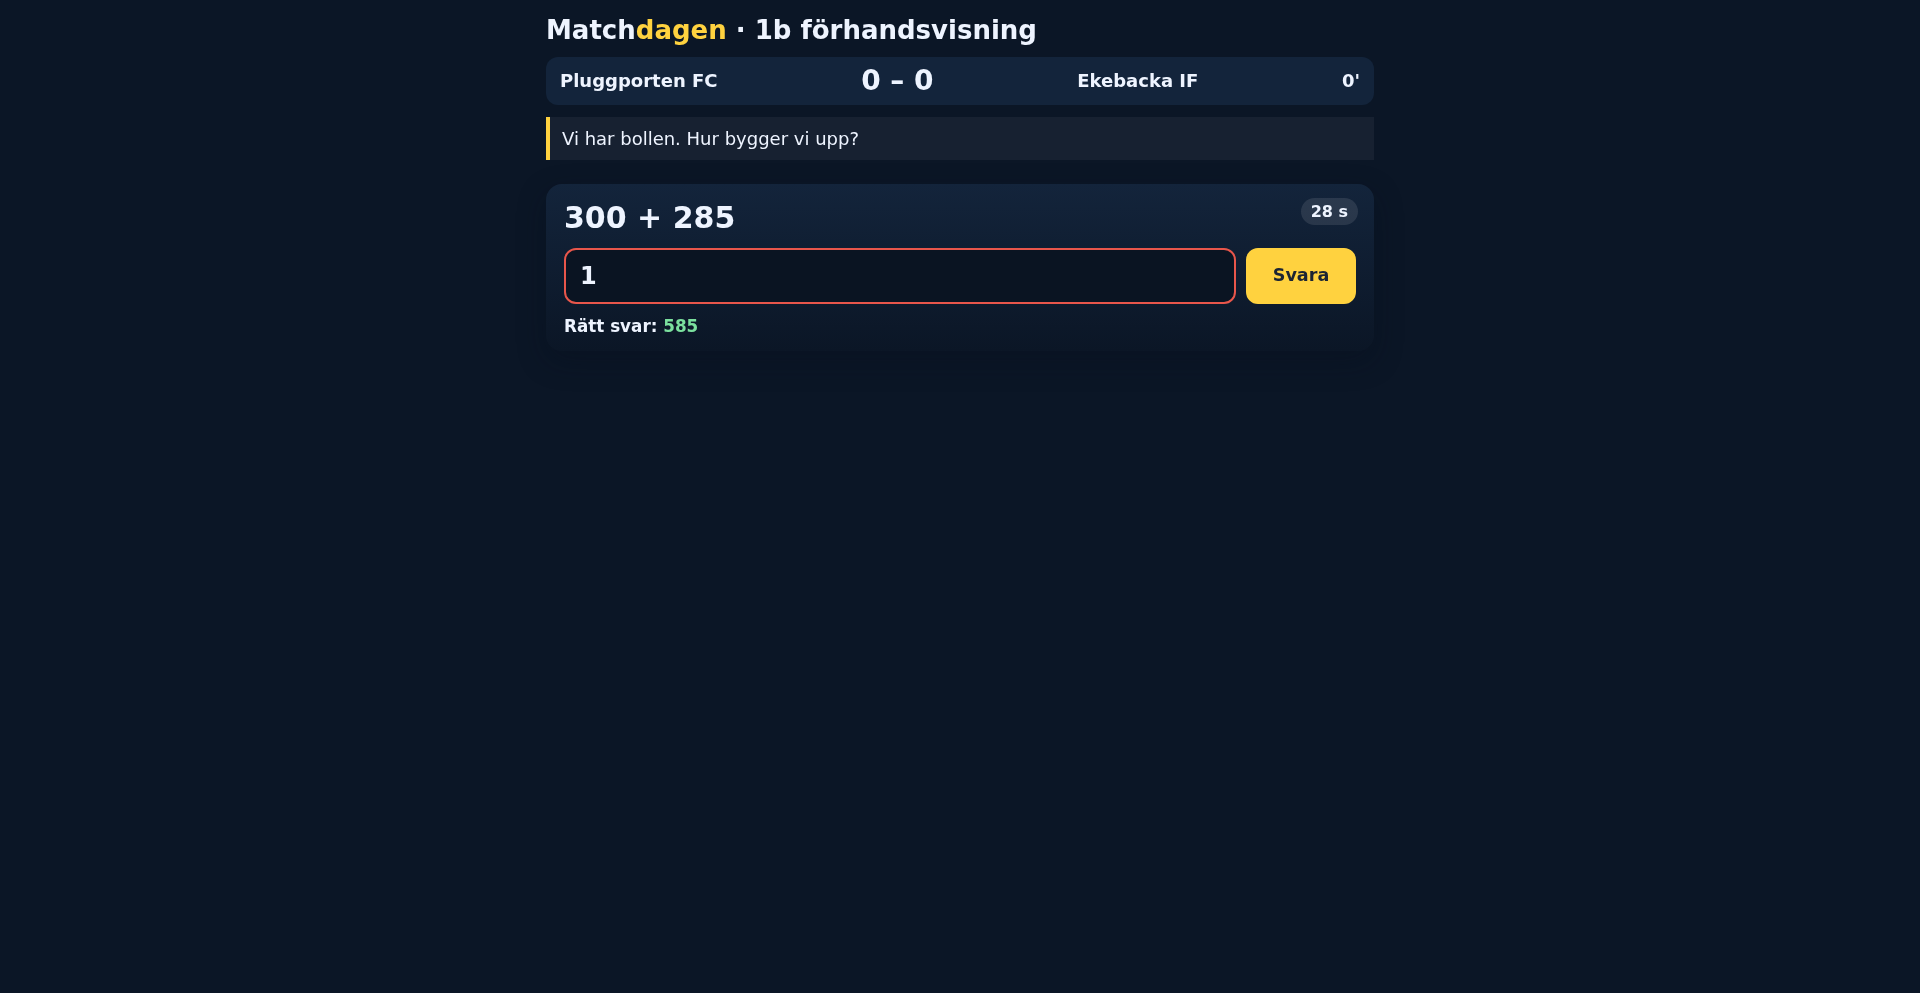 Matchdagen · 1b förhandsvisning
Pluggporten FC 0 – 0 Ekebacka IF 0'
Vi har bollen. Hur bygger vi upp?
300 + 285 28 s
1 Svara
Rätt svar: 585